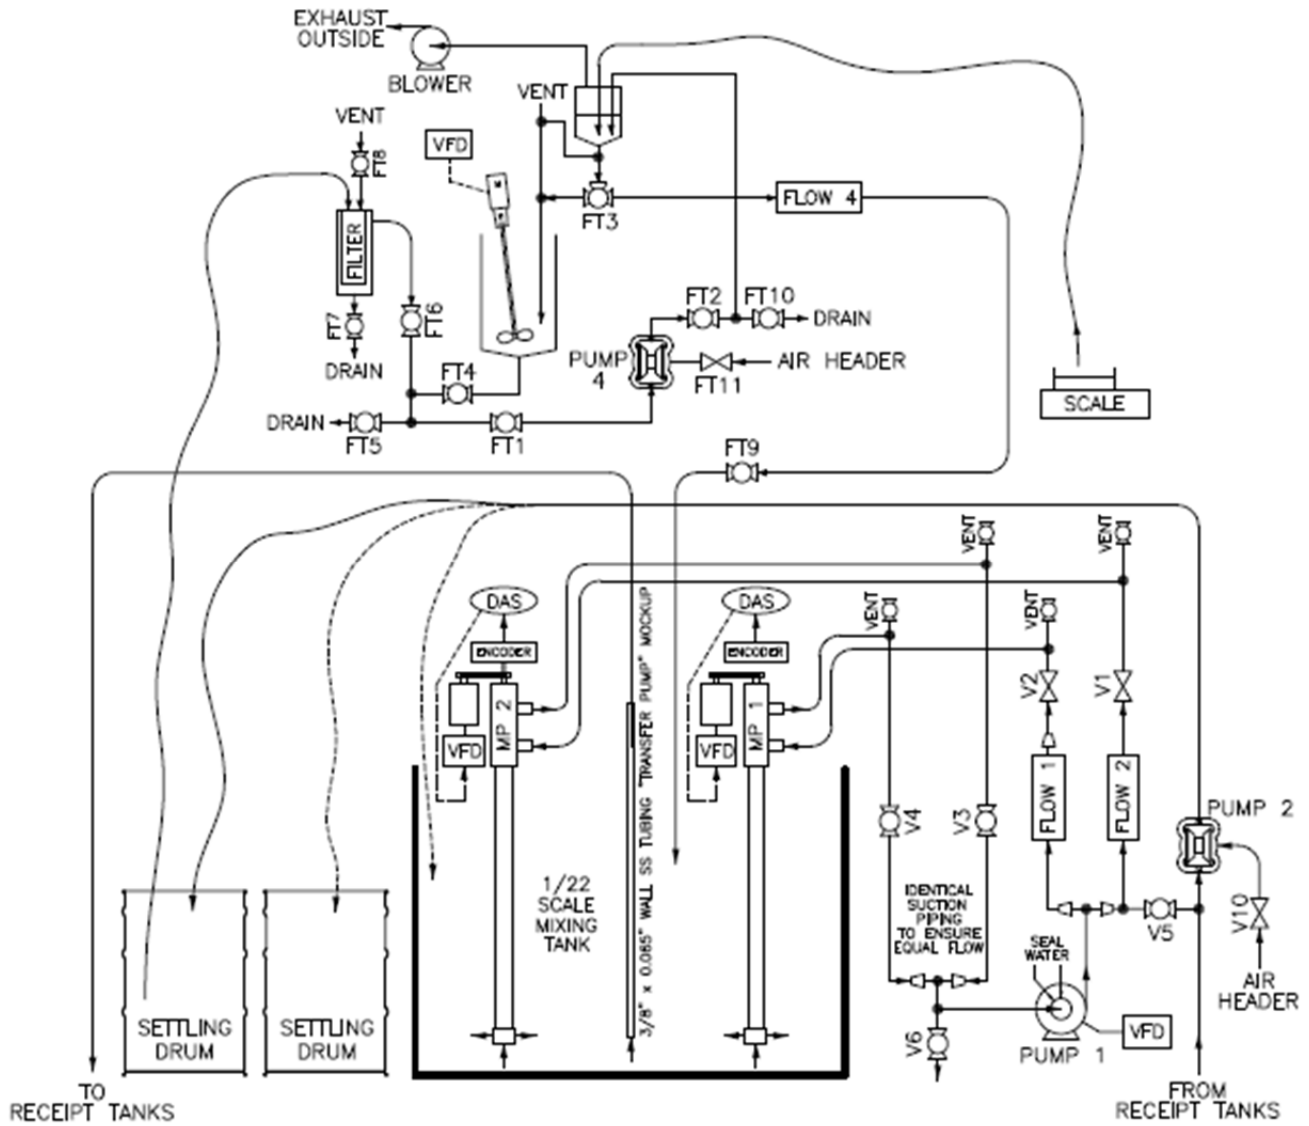 EXHAUST
OUTSIDE
BLOWER
VENT
VENT
FT8
VFD
FILTER
FT3
FLOW 4
FT7
FT6
DRAIN
FT2
FT10
DRAIN
PUMP
4
FT11
AIR HEADER
FT4
DRAIN
FT5
FT1
SCALE
FT9
VENT
VENT
DAS
ENCODER
MP 2
VFD
3/8" x 0.065" WALL SS TUBING "TRANSFER PUMP" MOCKUP
DAS
ENCODER
MP 1
VFD
VENT
VENT
V2
V1
FLOW 1
FLOW 2
V4
V3
PUMP 2
1/22
SCALE
MIXING
TANK
IDENTICAL
SUCTION
PIPING
TO ENSURE
EQUAL FLOW
V5
V10
SEAL
WATER
AIR
HEADER
SETTLING
DRUM
SETTLING
DRUM
V6
PUMP 1
VFD
TO
RECEIPT TANKS
FROM
RECEIPT TANKS